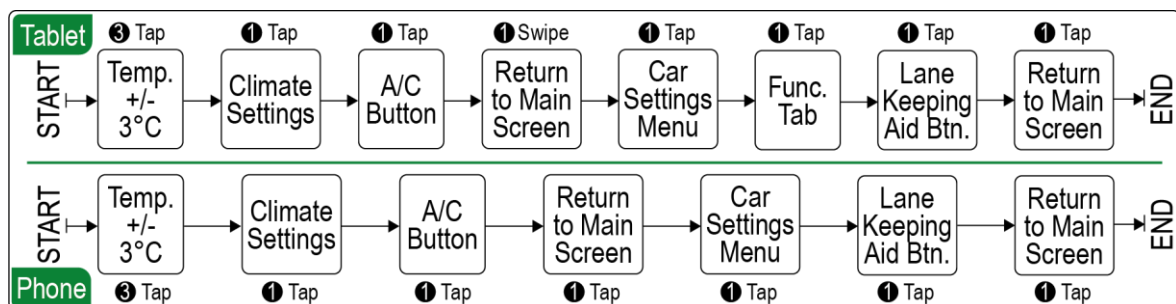 Tablet
❸ Tap
❶ Tap
❶ Tap
❶ Swipe
❶ Tap
❶ Tap
❶ Tap
❶ Tap
START
Temp.
+/-
3°C
Climate
Settings
A/C
Button
Return
to Main
Screen
Car
Settings
Menu
Func.
Tab
Lane
Keeping
Aid Btn.
Return
to Main
Screen
END
START
Temp.
+/-
3°C
Climate
Settings
A/C
Button
Return
to Main
Screen
Car
Settings
Menu
Lane
Keeping
Aid Btn.
Return
to Main
Screen
END
Phone
❸ Tap
❶ Tap
❶ Tap
❶ Tap
❶ Tap
❶ Tap
❶ Tap